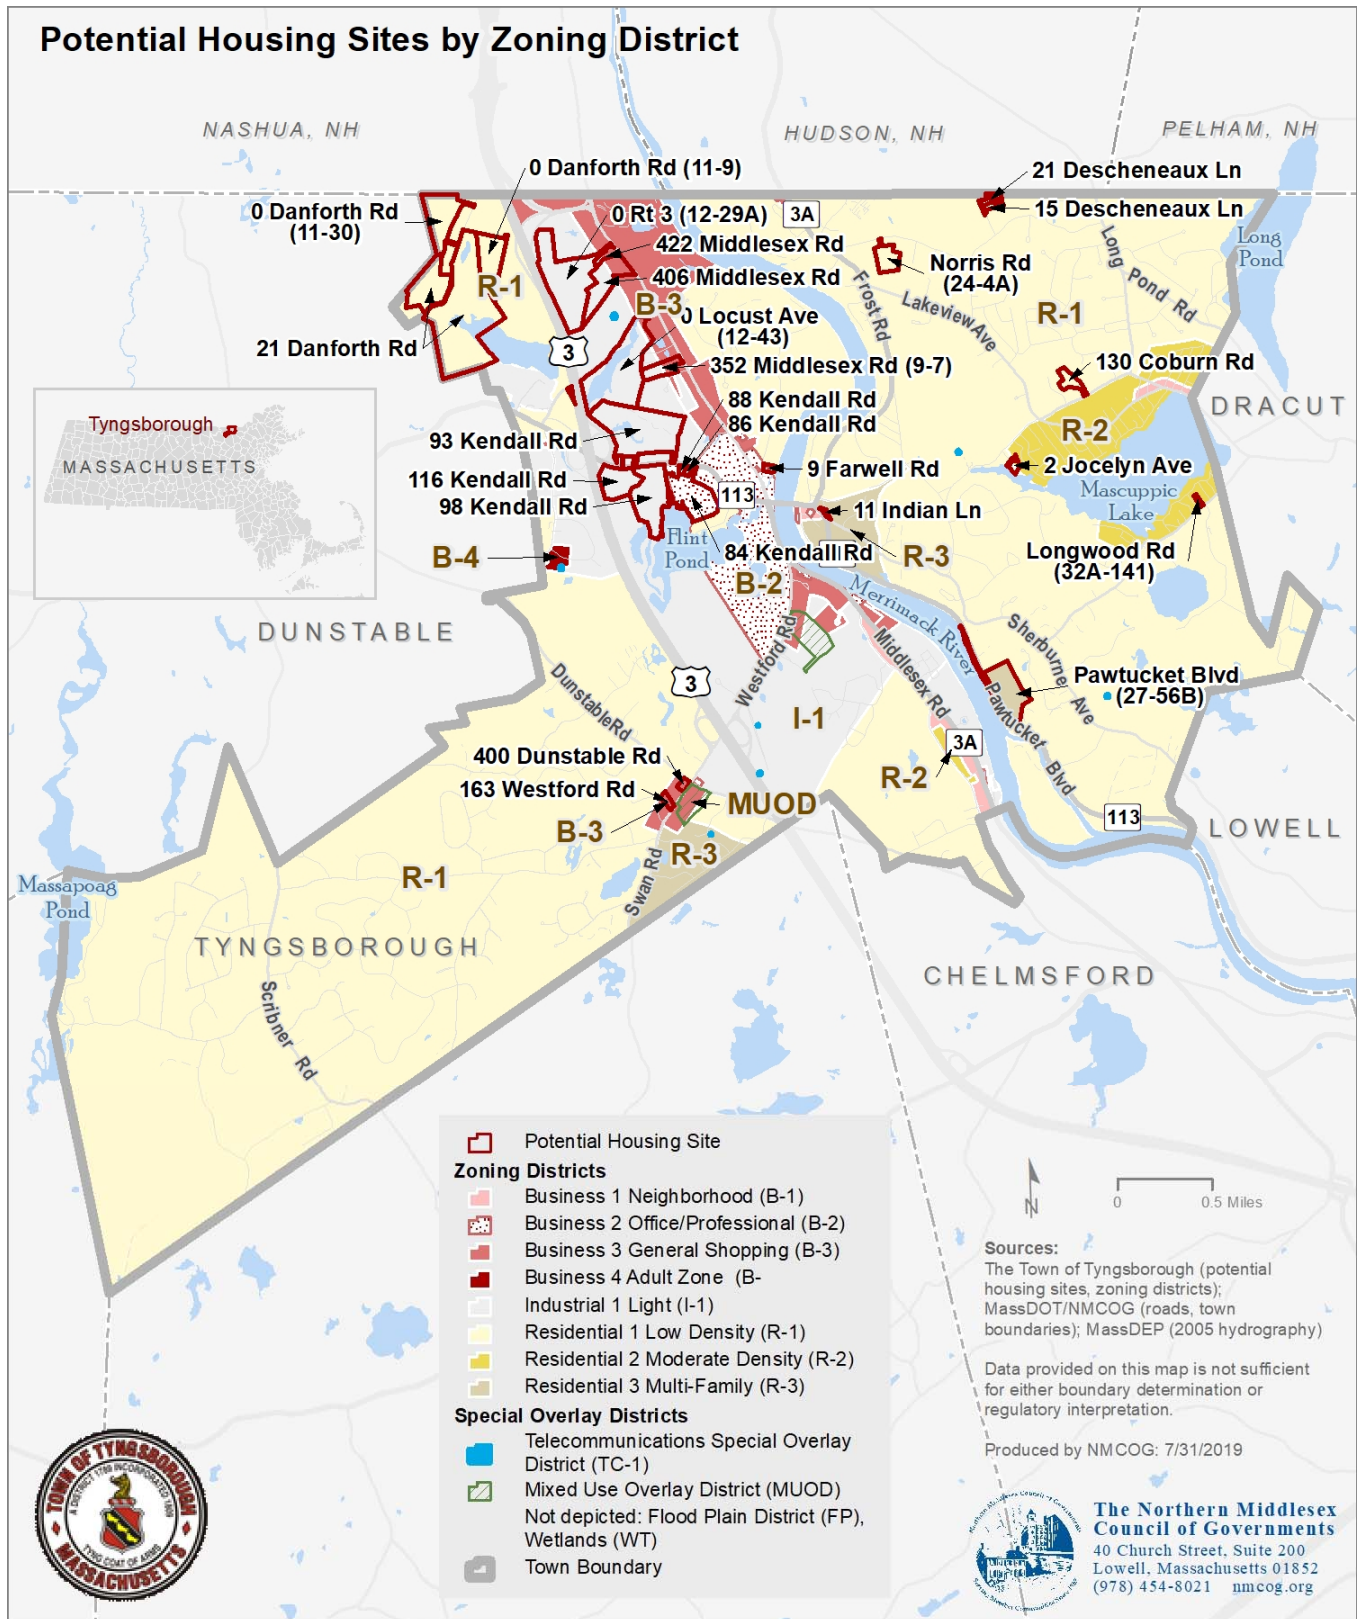 Potential Housing Sites by Zoning District
NASHUA, NH
HUDSON, NH
PELHAM, NH
0 Danforth Rd (11-9)
21 Descheneaux Ln
15 Descheneaux Ln
0 Danforth Rd
(11-30)
0 Rt 3 (12-29A)
3A
422 Middlesex Rd
406 Middlesex Rd
Long Pond Rd
Long
Pond
Norris Rd
(24-4A)
R-1
B-3
Frost Rd
Lakeview Ave
R-1
0 Locust Ave
(12-43)
21 Danforth Rd
3
352 Middlesex Rd (9-7)
130 Coburn Rd
88 Kendall Rd
86 Kendall Rd
DRACUT
Tyngsborough
MASSACHUSETTS
R-2
93 Kendall Rd
9 Farwell Rd
2 Jocelyn Ave
116 Kendall Rd
98 Kendall Rd
113
Mascuppic
Lake
11 Indian Ln
Flint
Pond
84 Kendall Rd
R-3
Longwood Rd
(32A-141)
B-4
B-2
Merrimack River
DUNSTABLE
Westford Rd
Middlesex Rd
Sherburne Ave
Dunstable Rd
3
Pawtucket Blvd
(27-56B)
Pawtucket Blvd
I-1
3A
400 Dunstable Rd
163 Westford Rd
R-2
MUOD
B-3
113
LOWELL
R-3
Swan Rd
R-1
Massapoag
Pond
TYNGSBOROUGH
CHELMSFORD
Scribner Rd
Potential Housing Site
Zoning Districts
Business 1 Neighborhood (B-1)
Business 2 Office/Professional (B-2)
Business 3 General Shopping (B-3)
Business 4 Adult Zone (B-
Industrial 1 Light (I-1)
Residential 1 Low Density (R-1)
Residential 2 Moderate Density (R-2)
Residential 3 Multi-Family (R-3)
Special Overlay Districts
Telecommunications Special Overlay
District (TC-1)
Mixed Use Overlay District (MUOD)
Not depicted: Flood Plain District (FP),
Wetlands (WT)
Town Boundary
N
0 0.5 Miles
Sources:
The Town of Tyngsborough (potential
housing sites, zoning districts);
MassDOT/NMCOG (roads, town
boundaries); MassDEP (2005 hydrography)
Data provided on this map is not sufficient
for either boundary determination or
regulatory interpretation.
Produced by NMCOG: 7/31/2019
TOWN OF TYNGSBOROUGH
MASSACHUSETTS
A DISTRICT 1789 INCORPORATED 1809
TYNG COAT OF ARMS
Northern Middlesex Council of Governments
The Northern Middlesex
Council of Governments
40 Church Street, Suite 200
Lowell, Massachusetts 01852
(978) 454-8021 nmcog.org